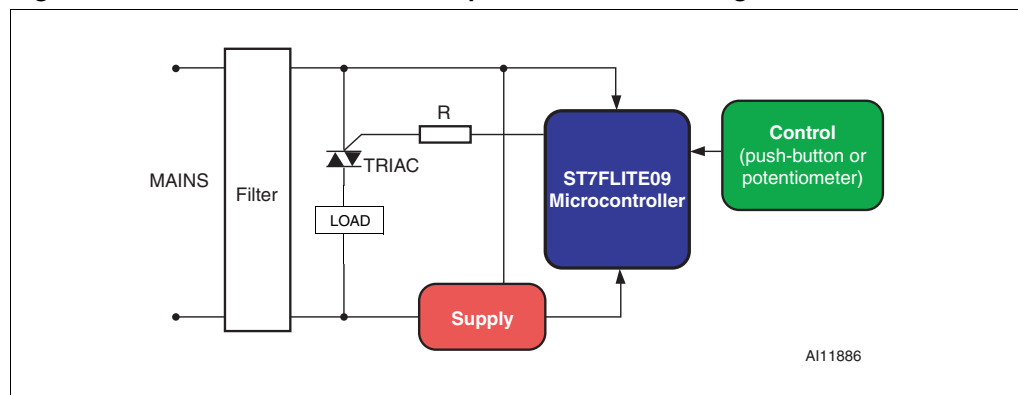 R
Control
(push-button or
potentiometer)
TRIAC
MAINS
Filter
ST7FLITE09
Microcontroller
LOAD
Supply
AI11886